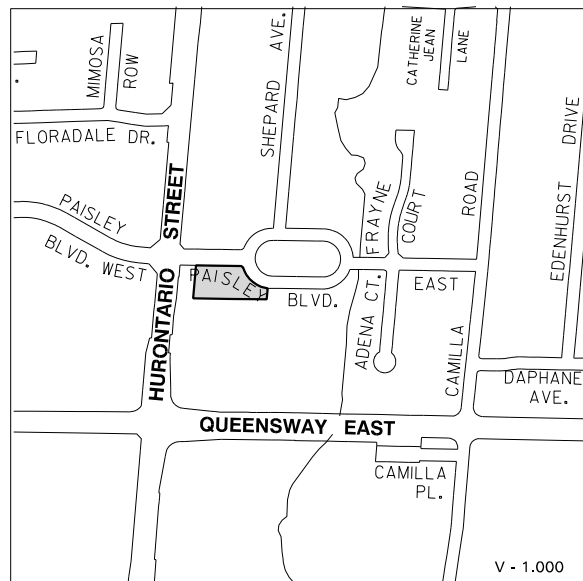 MIMOSA
ROW
SHEPARD AVE.
CATHERINE
JEAN
LANE
FLORADALE DR.
DRIVE
EDENHURST
PAISLEY
BLVD. WEST
HURONTARIO STREET
FRAYNE
COURT
ROAD
CAMILLA
PAISLEY
BLVD.
EAST
ADENA CT.
DAPHANE
AVE.
QUEENSWAY EAST
CAMILLA
PL.
V - 1.000